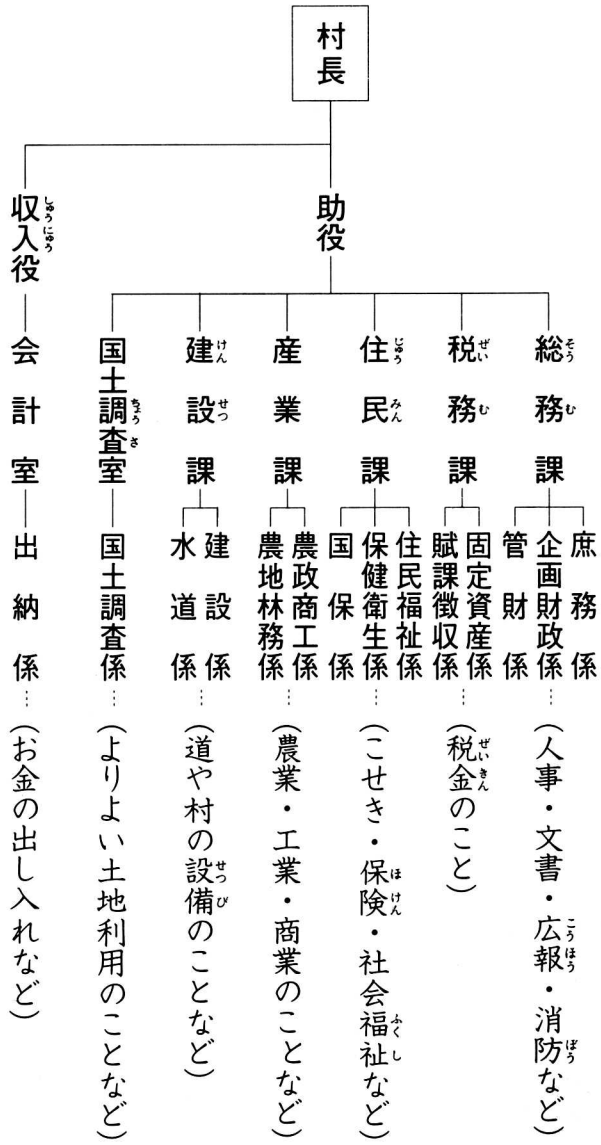 村長
助役
収入役
総務課
庶務係
企画財政係
管財係
(人事・文書・広報・消防など)
税務課
固定資産係
賦課徴収係
(税金のこと)
住民課
住民福祉係
保健衛生係
国保係
(こせき・保険・社会福祉など)
産業課
農政商工係
農地林務係
(農業・工業・商業のことなど)
建設課
建設係
水道係
(道や村の設備のことなど)
国土調査室
国土調査係
(よりよい土地利用のことなど)
会計室
出納係
(お金の出し入れなど)